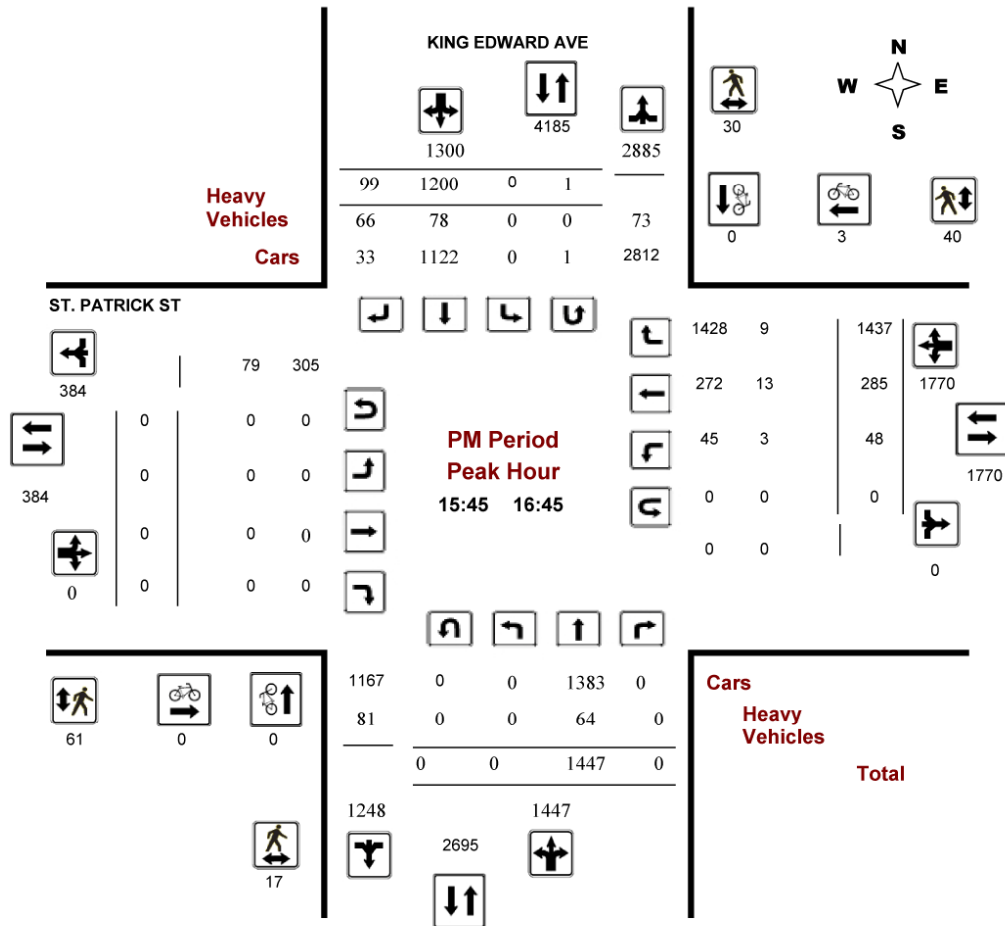 KING EDWARD AVE
N
W E
S
4185
30
1300 2885
99 1200 0 1
Heavy
Vehicles
66 78 0 0 73
Cars 33 1122 0 1 2812
0 3 40
ST. PATRICK ST
384
79 305
1428 9 1437
272 13 285 1770
0 0 0
45 3 48
PM Period
Peak Hour
15:45 16:45
384
0 0 0
0 0 0
1770
0 0 0
0 0
0
0
0 0 0
1167 0 0 1383 0
Cars
81 0 0 64 0
Heavy
Vehicles
61 0 0
0 0 1447 0
Total
1248 1447
2695
17